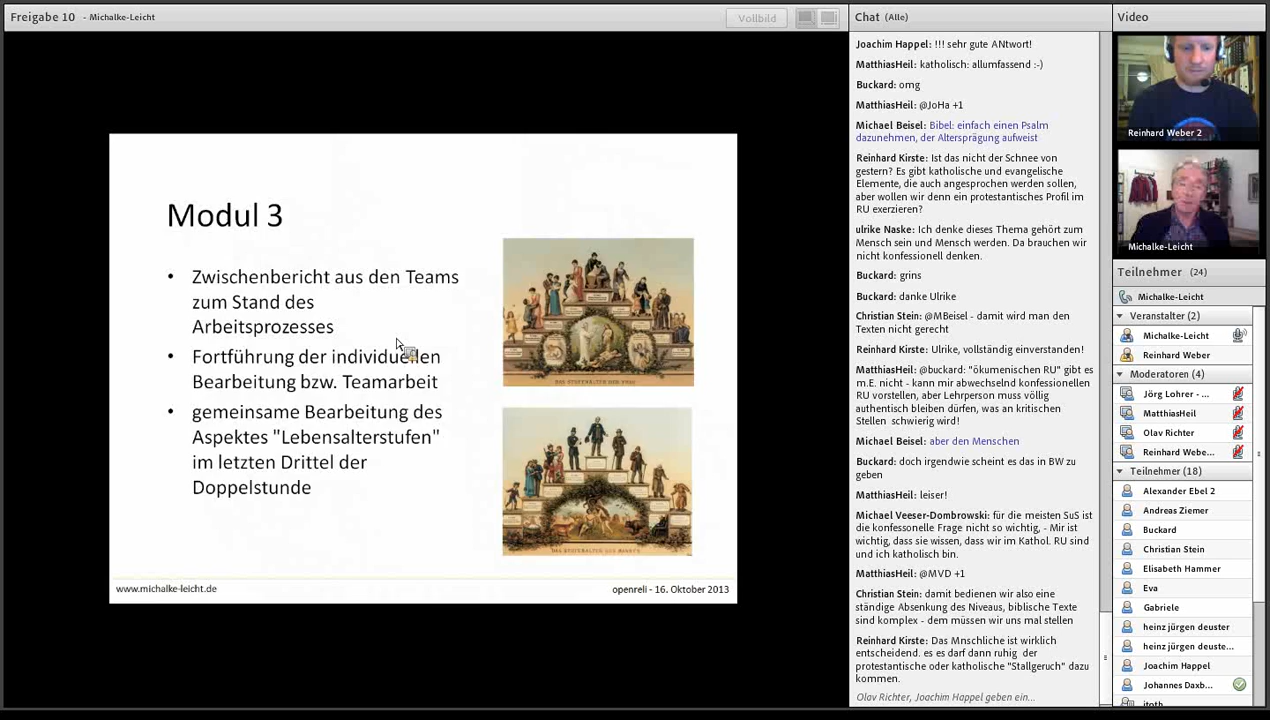 Freigabe 10 - Michalke-Leicht
Vollbild
Modul 3
• Zwischenbericht aus den Teams
zum Stand des
Arbeitsprozesses
• Fortführung der individuellen
Bearbeitung bzw. Teamarbeit
• gemeinsame Bearbeitung des
Aspektes "Lebensalterstufen"
im letzten Drittel der
Doppelstunde
www.michalke-leicht.de
openreli - 16. Oktober 2013
Chat (Alle)
Joachim Happel: !!! sehr gute ANtwort!
MatthiasHeil: katholisch: allumfassend :-)
Buckard: omg
MatthiasHeil: @JoHa +1
Michael Beisel: Bibel: einfach einen Psalm
dazunehmen, der Altersprägung aufweist
Reinhard Kirste: Ist das nicht der Schnee von
gestern? Es gibt katholische und evangelische
Elemente, die auch angesprochen werden sollen,
aber wollen wir denn ein protestantisches Profil im
RU exerzieren?
ulrike Naske: Ich denke dieses Thema gehört zum
Mensch sein und Mensch werden. Da brauchen wir
nicht konfessionell denken.
Buckard: grins
Buckard: danke Ulrike
Christian Stein: @MBeisel - damit wird man den
Texten nicht gerecht
Reinhard Kirste: Ulrike, vollständig einverstanden!
MatthiasHeil: @buckard: "ökumenischen RU" gibt es
m.E. nicht - kann mir abwechselnd konfessionellen
RU vorstellen, aber Lehrperson muss völlig
authentisch bleiben dürfen, was an kritischen
Stellen schwierig wird!
Michael Beisel: aber den Menschen
Buckard: doch irgendwie scheint es das in BW zu
geben
MatthiasHeil: leiser!
Michael Veeser-Dombrowski: für die meisten SuS ist
die konfessonelle Frage nicht so wichtig, - Mir ist
wichtig, dass sie wissen, dass wir im Kathol. RU sind
und ich katholisch bin.
MatthiasHeil: @MVD +1
Christian Stein: damit bedienen wir also eine
ständige Absenkung des Niveaus, biblische Texte
sind komplex - dem müssen wir uns mal stellen
Reinhard Kirste: Das Mnschliche ist wirklich
entscheidend. es es darf dann ruhig der
protestantische oder katholische "Stallgeruch" dazu
kommen.
Olav Richter, Joachim Happel geben ein...
Video
Reinhard Weber 2
Michalke-Leicht
Teilnehmer (24)
Michalke-Leicht
Veranstalter (2)
Michalke-Leicht
Reinhard Weber
Moderatoren (4)
Jörg Lohrer - ...
MatthiasHeil
Olav Richter
Reinhard Webe...
Teilnehmer (18)
Alexander Ebel 2
Andreas Ziemer
Buckard
Christian Stein
Elisabeth Hammer
Eva
Gabriele
heinz jürgen deuster
heinz jürgen deuste...
Joachim Happel
Johannes Daxb...